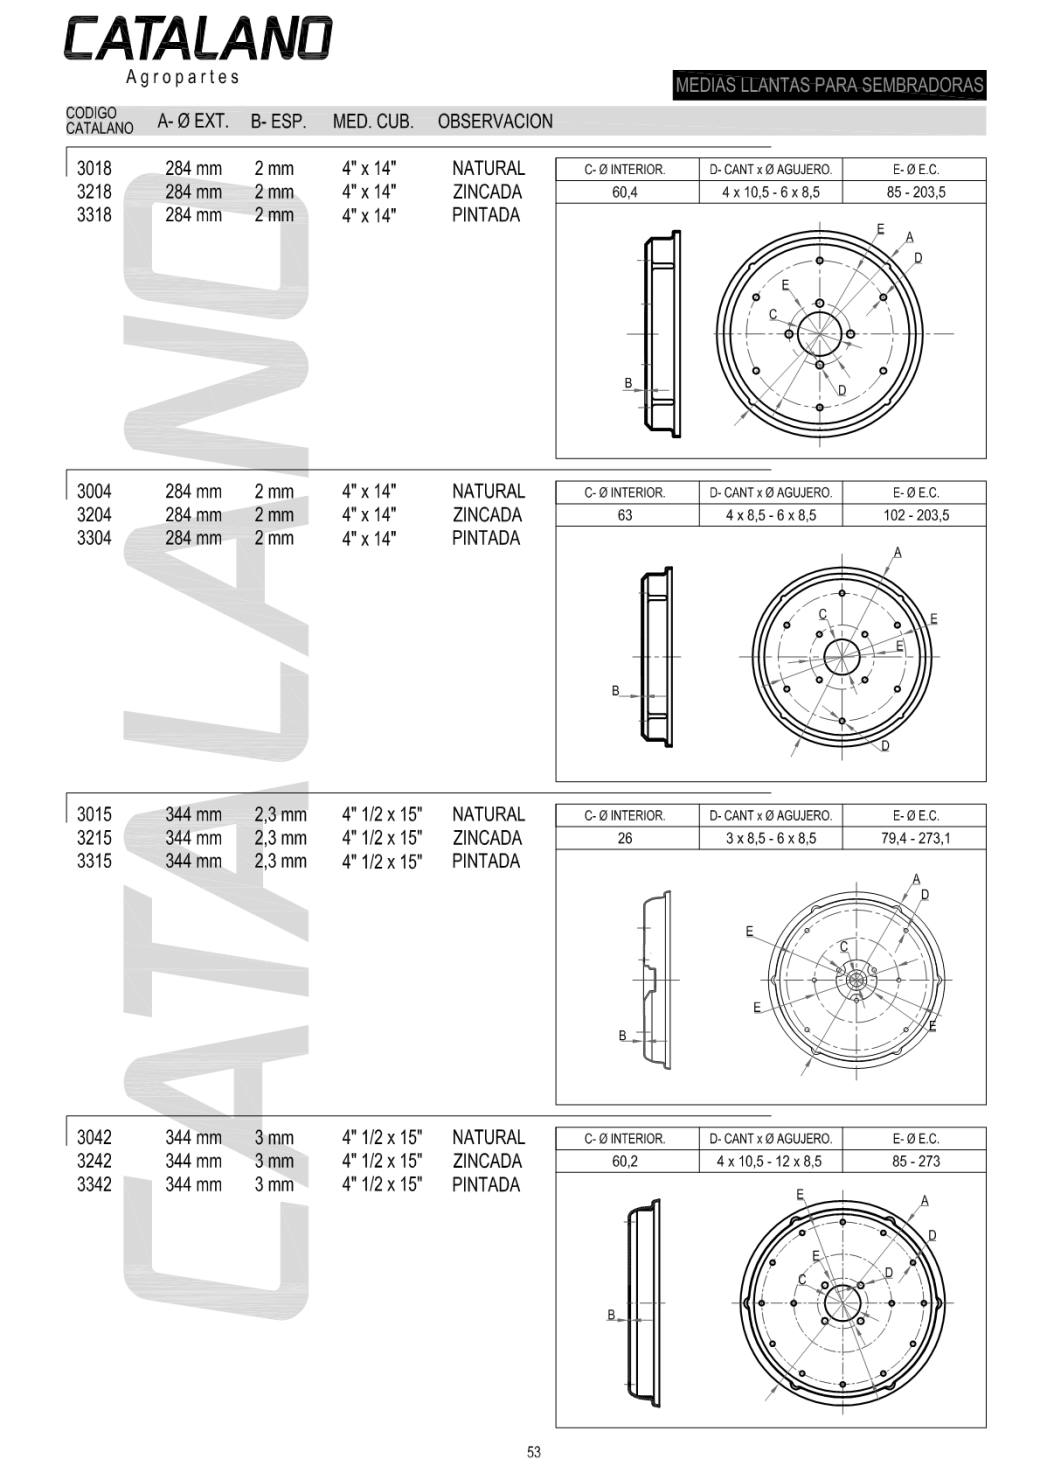 CATALANO
Agropartes
MEDIAS LLANTAS PARA SEMBRADORAS
CODIGO CATALANO A- Ø EXT. B- ESP. MED. CUB. OBSERVACION
3018 284 mm 2 mm 4" x 14" NATURAL
3218 284 mm 2 mm 4" x 14" ZINCADA
3318 284 mm 2 mm 4" x 14" PINTADA
C- Ø INTERIOR. D- CANT x Ø AGUJERO. E- Ø E.C.
60,4 4 x 10,5 - 6 x 8,5 85 - 203,5
E
A
D
E
C
B
D
3004 284 mm 2 mm 4" x 14" NATURAL
3204 284 mm 2 mm 4" x 14" ZINCADA
3304 284 mm 2 mm 4" x 14" PINTADA
C- Ø INTERIOR. D- CANT x Ø AGUJERO. E- Ø E.C.
63 4 x 8,5 - 6 x 8,5 102 - 203,5
A
C
E
E
B
D
3015 344 mm 2,3 mm 4" 1/2 x 15" NATURAL
3215 344 mm 2,3 mm 4" 1/2 x 15" ZINCADA
3315 344 mm 2,3 mm 4" 1/2 x 15" PINTADA
C- Ø INTERIOR. D- CANT x Ø AGUJERO. E- Ø E.C.
26 3 x 8,5 - 6 x 8,5 79,4 - 273,1
A
D
E
C
E
E
B
3042 344 mm 3 mm 4" 1/2 x 15" NATURAL
3242 344 mm 3 mm 4" 1/2 x 15" ZINCADA
3342 344 mm 3 mm 4" 1/2 x 15" PINTADA
C- Ø INTERIOR. D- CANT x Ø AGUJERO. E- Ø E.C.
60,2 4 x 10,5 - 12 x 8,5 85 - 273
E
A
D
E
D
C
B
CATALANO
53